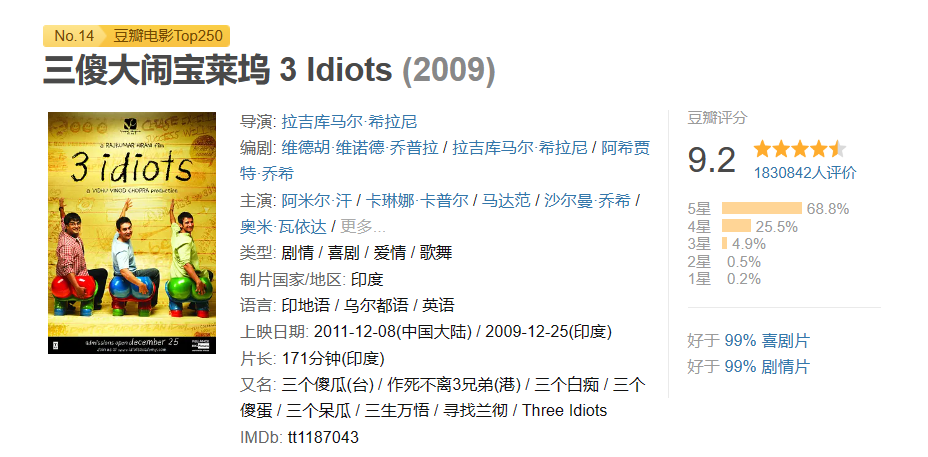 No.14 豆瓣电影Top250
三傻大闹宝莱坞 3 Idiots (2009)
a RAJKUMAR HIRANI film
3 idiots
a VIDHU VINOD CHOPRA production
admissions open december 25
导演: 拉吉库马尔·希拉尼
编剧: 维德胡·维诺德·乔普拉 / 拉吉库马尔·希拉尼 / 阿希贾
特·乔希
主演: 阿米尔·汗 / 卡琳娜·卡普尔 / 马达范 / 沙尔曼·乔希 /
奥米·瓦依达 / 更多...
类型: 剧情 / 喜剧 / 爱情 / 歌舞
制片国家/地区: 印度
语言: 印地语 / 乌尔都语 / 英语
上映日期: 2011-12-08(中国大陆) / 2009-12-25(印度)
片长: 171分钟(印度)
又名: 三个傻瓜(台) / 作死不离3兄弟(港) / 三个白痴 / 三个
傻蛋 / 三个呆瓜 / 三生万悟 / 寻找兰彻 / Three Idiots
IMDb: tt1187043
豆瓣评分
9.2
1830842人评价
5星 68.8%
4星 25.5%
3星 4.9%
2星 0.5%
1星 0.2%
好于 99% 喜剧片
好于 99% 剧情片